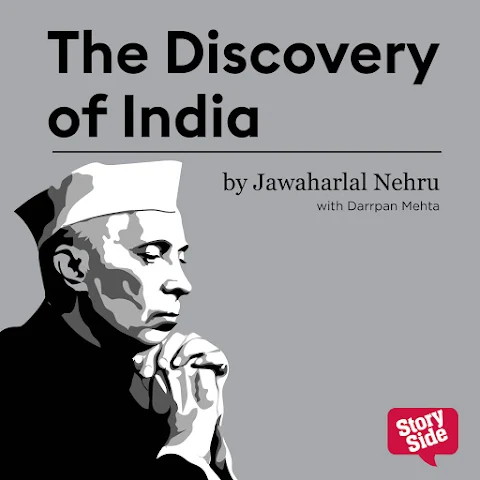 The Discovery
of India
by Jawaharlal Nehru
with Darrpan Mehta
Story
Side